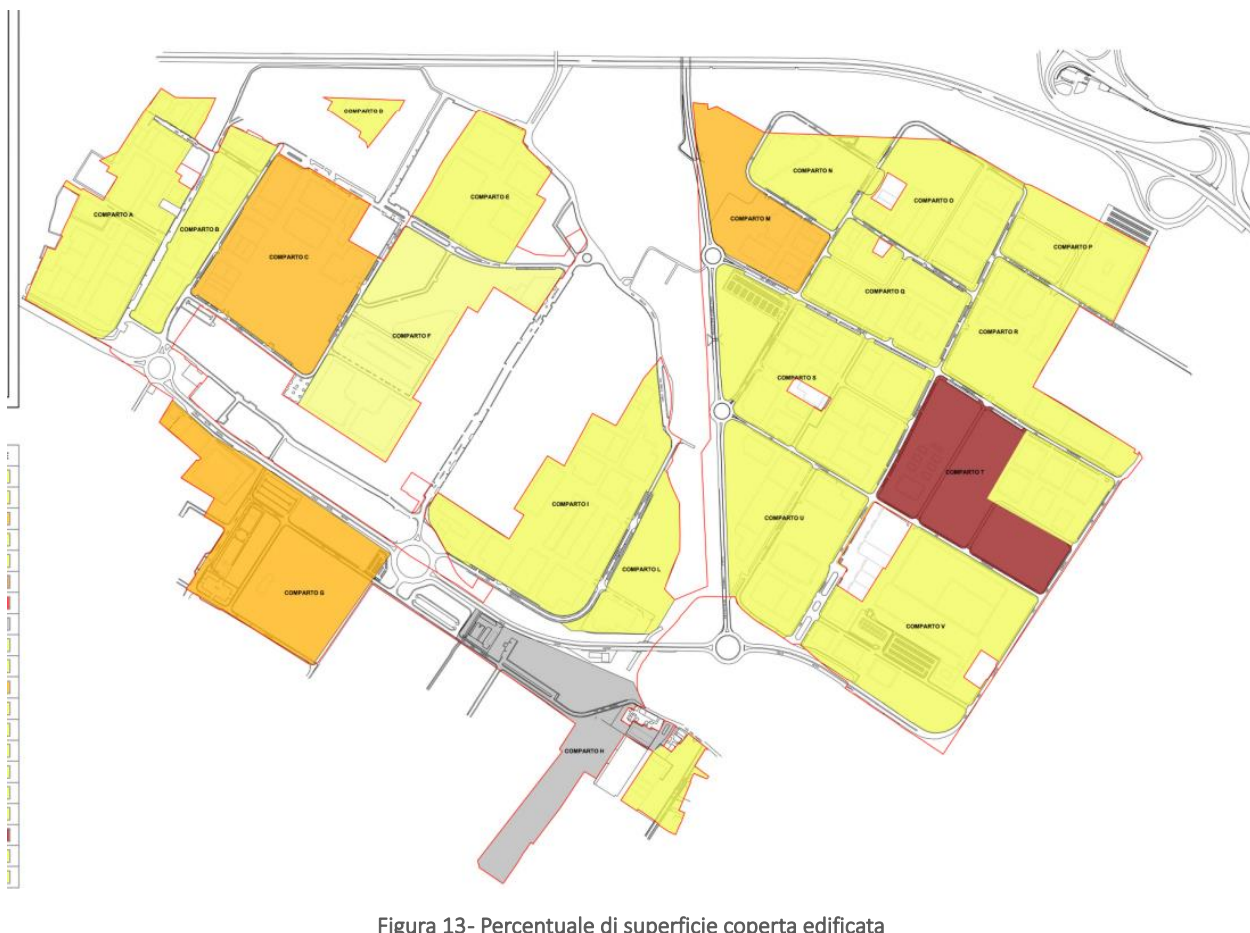 COMPARTO D
COMPARTO A
COMPARTO B
COMPARTO C
COMPARTO E
COMPARTO F
COMPARTO G
COMPARTO H
COMPARTO I
COMPARTO L
COMPARTO M
COMPARTO N
COMPARTO O
COMPARTO P
COMPARTO Q
COMPARTO R
COMPARTO S
COMPARTO T
COMPARTO U
COMPARTO V
Figura 13- Percentuale di superficie coperta edificata